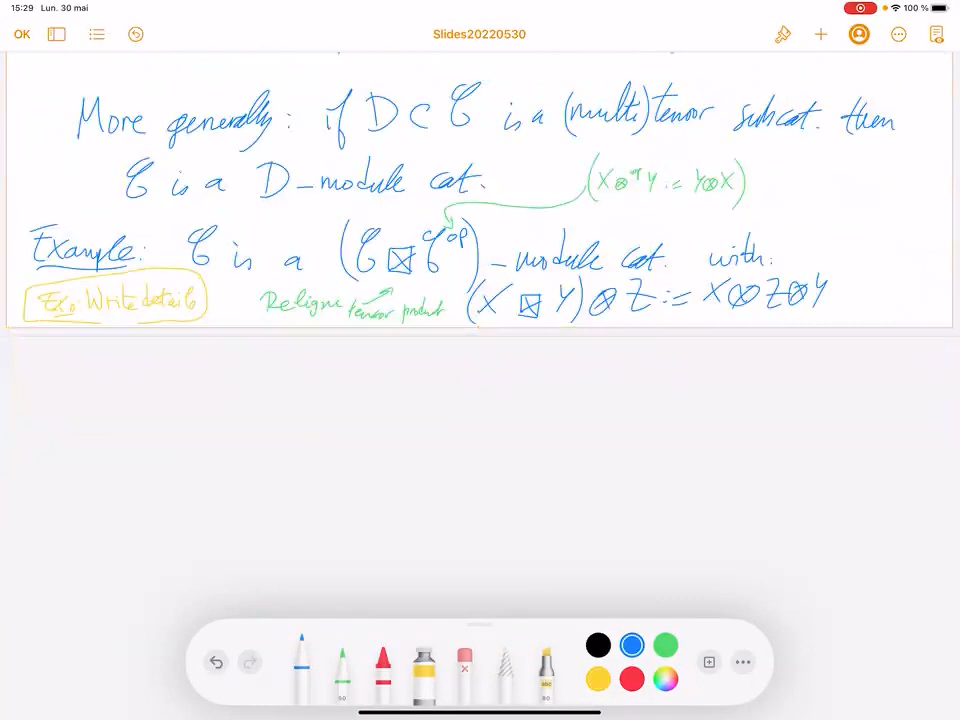 15:29 Lun. 30 mai
100 %
OK
Slides20220530
More generally: if D ⊂ C is a (multi)tensor subcat. then
C is a D-module cat. (X ⊗^op Y := Y ⊗ X)
Example: C is a (C ⊠ C^op)-module cat. with:
Ex: Write details
Deligne tensor product
(X ⊠ Y) ⊗ Z := X ⊗ Z ⊗ Y